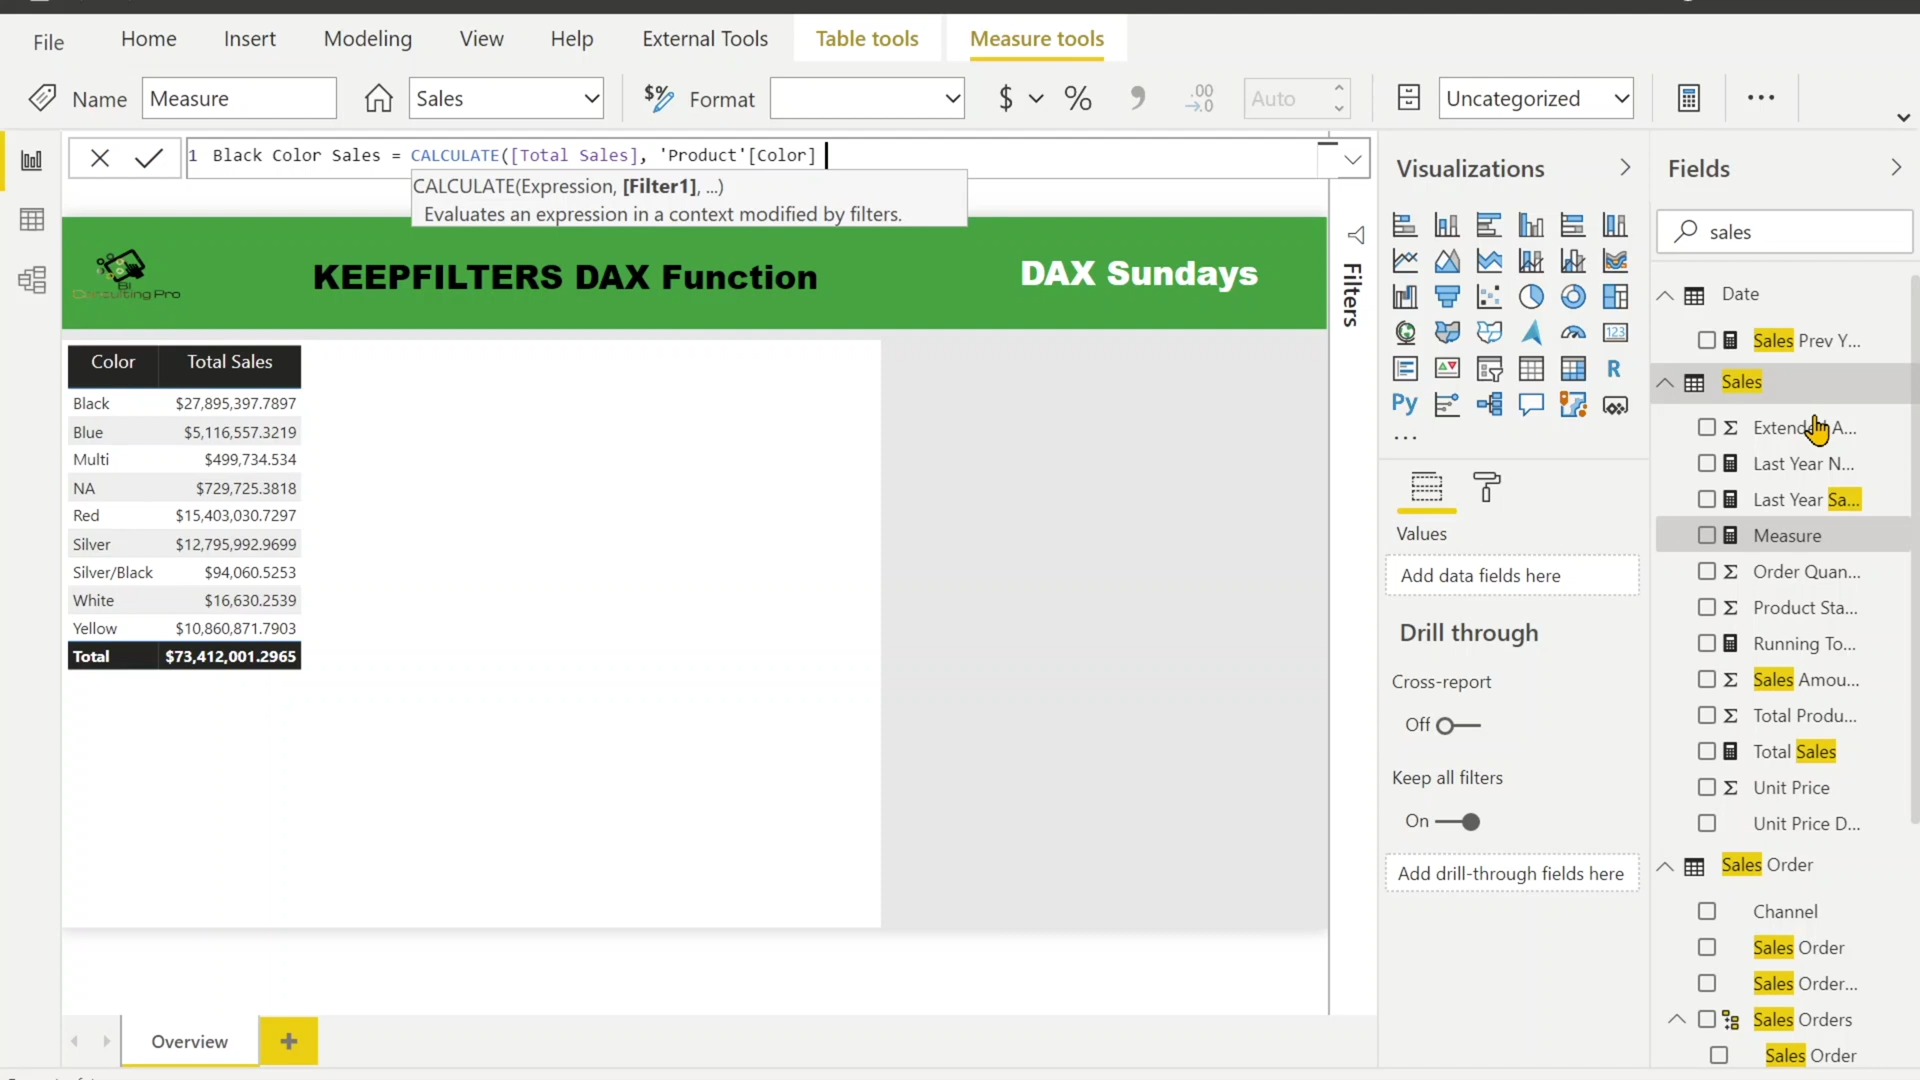 File
Home
Insert
Modeling
View
Help
External Tools
Table tools
Measure tools
Name
Measure
Sales
$%
Format
$
%
.00
.0
Auto
Uncategorized
1 Black Color Sales = CALCULATE([Total Sales], 'Product'[Color]
CALCULATE(Expression, [Filter1], ...)
Evaluates an expression in a context modified by filters.
BI
Consulting Pro
KEEPFILTERS DAX Function
DAX Sundays
Color Total Sales
Black $27,895,397.7897
Blue $5,116,557.3219
Multi $499,734.534
NA $729,725.3818
Red $15,403,030.7297
Silver $12,795,992.9699
Silver/Black $94,060.5253
White $16,630.2539
Yellow $10,860,871.7903
Total $73,412,001.2965
Overview
Filters
Visualizations
123
R
Py
...
Values
Add data fields here
Drill through
Cross-report
Off
Keep all filters
On
Add drill-through fields here
Fields
sales
Date
Sales Prev Y...
Sales
Extended A...
Last Year N...
Last Year Sa...
Measure
Order Quan...
Product Sta...
Running To...
Sales Amou...
Total Produ...
Total Sales
Unit Price
Unit Price D...
Sales Order
Channel
Sales Order
Sales Order...
Sales Orders
Sales Order